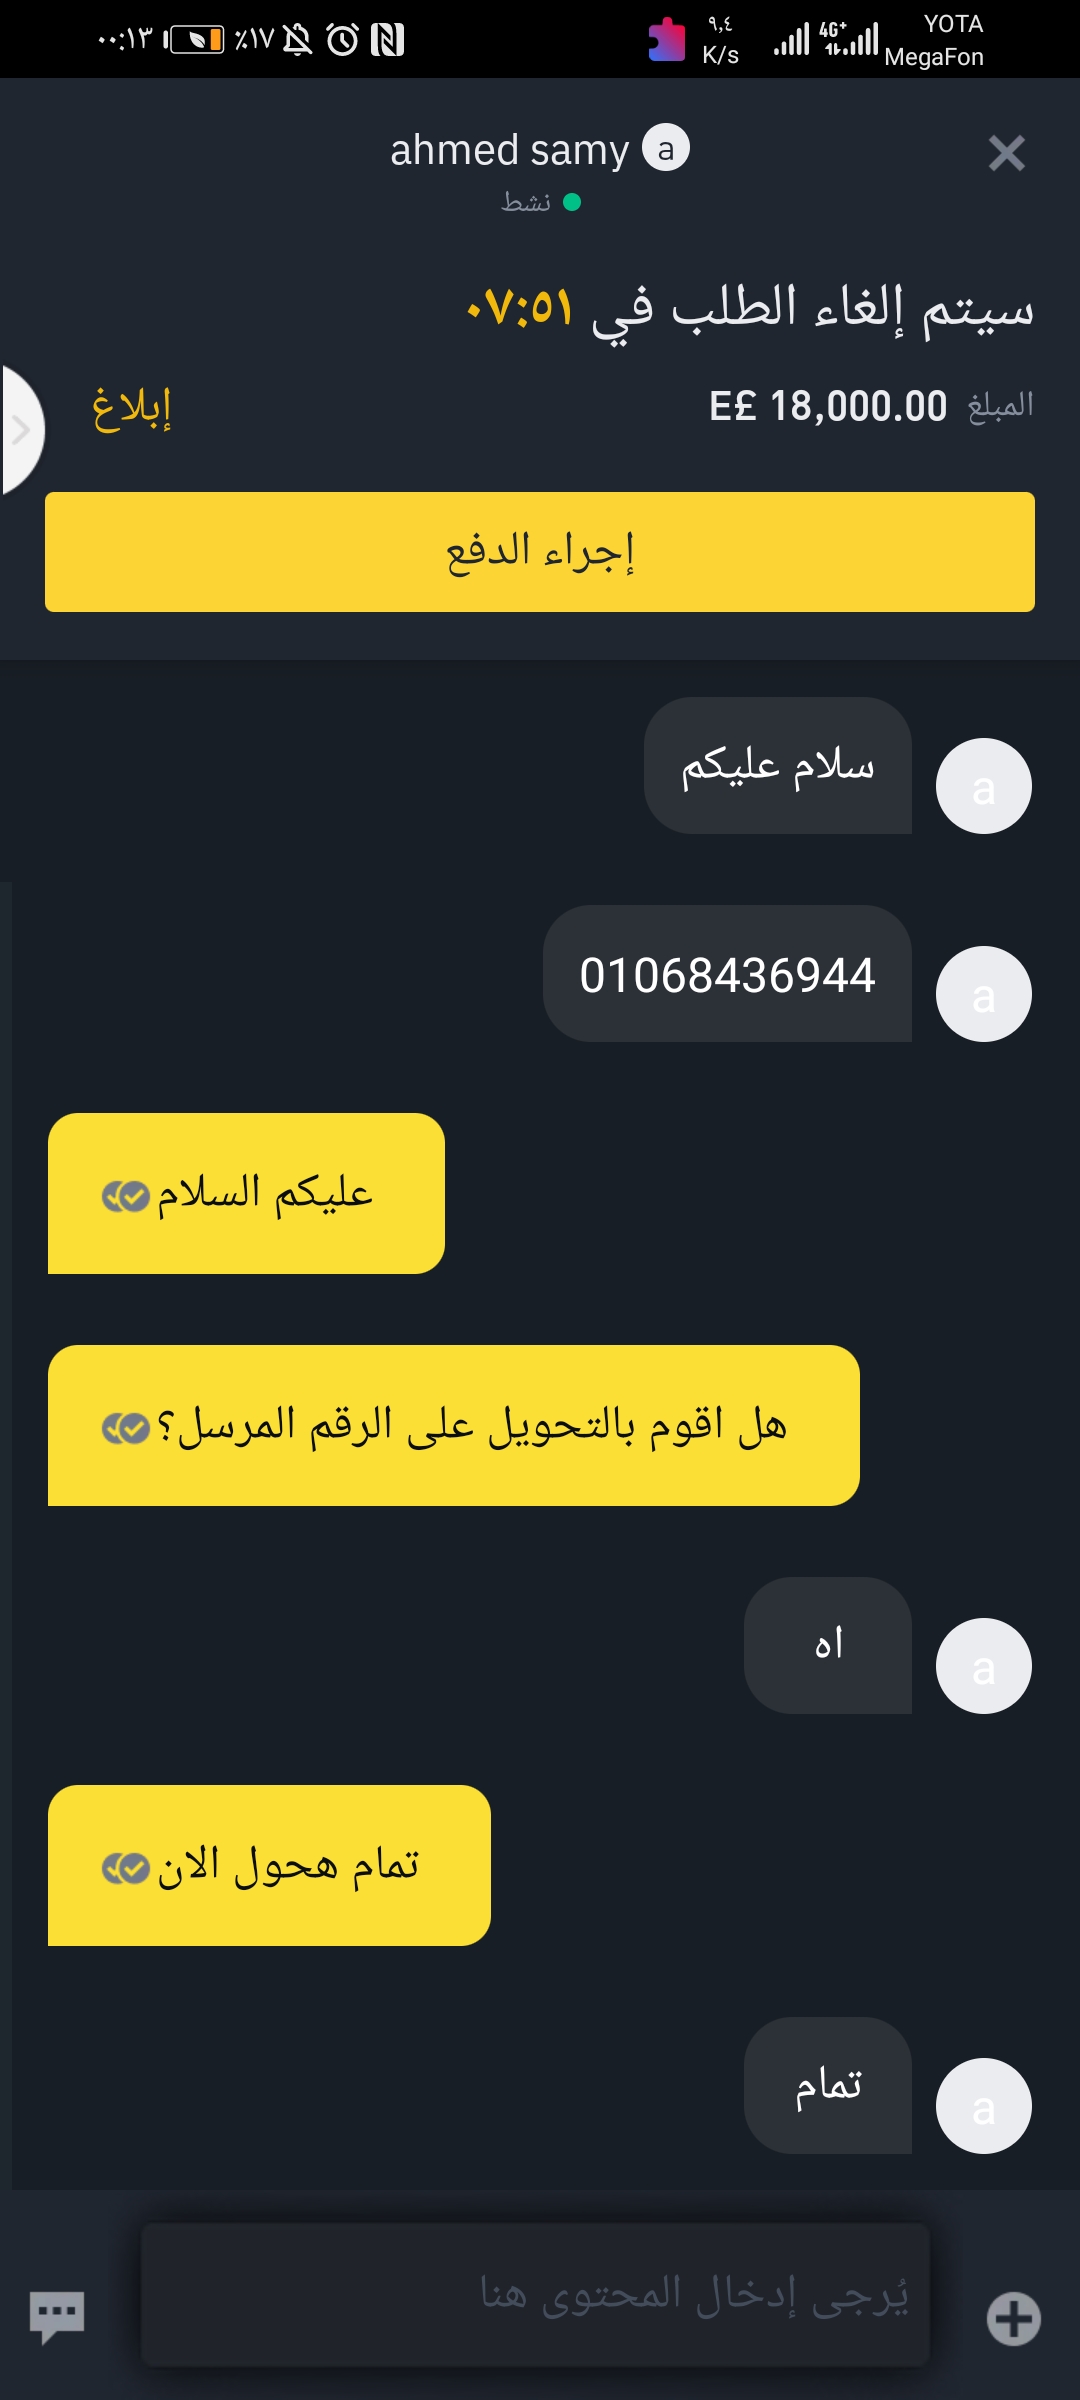 ٠٠:١٣ ٪١٧ ٩,٤ K/s 4G+ YOTA
MegaFon
ahmed samy a
نشط
سيتم إلغاء الطلب في ٠٧:٥١
المبلغ E£ 18,000.00 إبلاغ
إجراء الدفع
سلام عليكم
a
01068436944
a
عليكم السلام
هل اقوم بالتحويل على الرقم المرسل؟
اه
a
تمام هحول الان
تمام
a
يُرجى إدخال المحتوى هنا